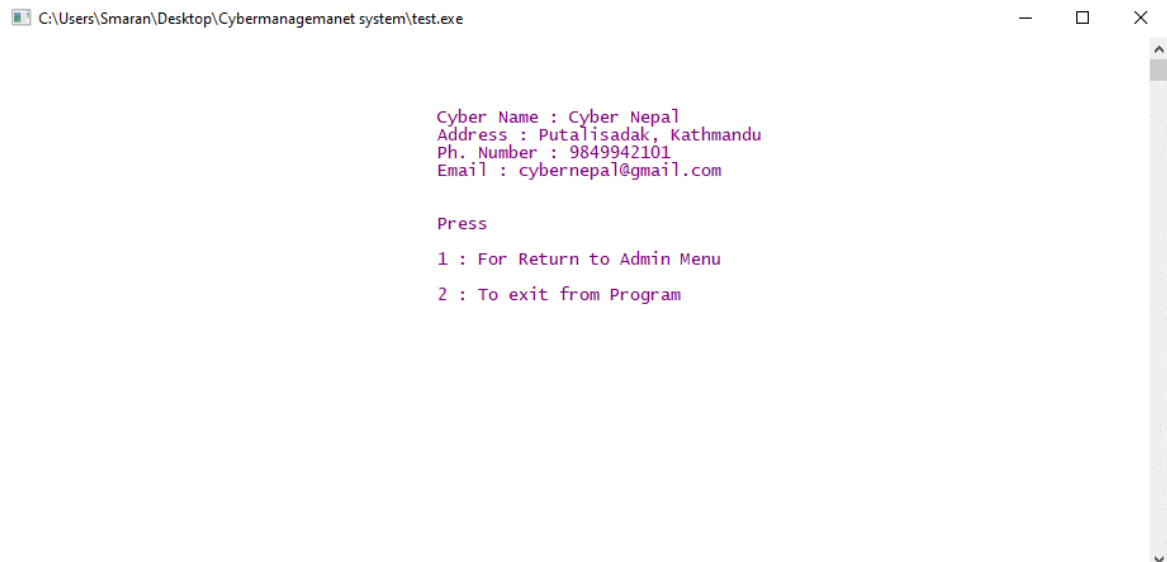 C:\Users\Smaran\Desktop\Cybermanagemanet system\test.exe
Cyber Name : Cyber Nepal
Address : Putalisadak, Kathmandu
Ph. Number : 9849942101
Email : cybernepal@gmail.com
Press
1 : For Return to Admin Menu
2 : To exit from Program